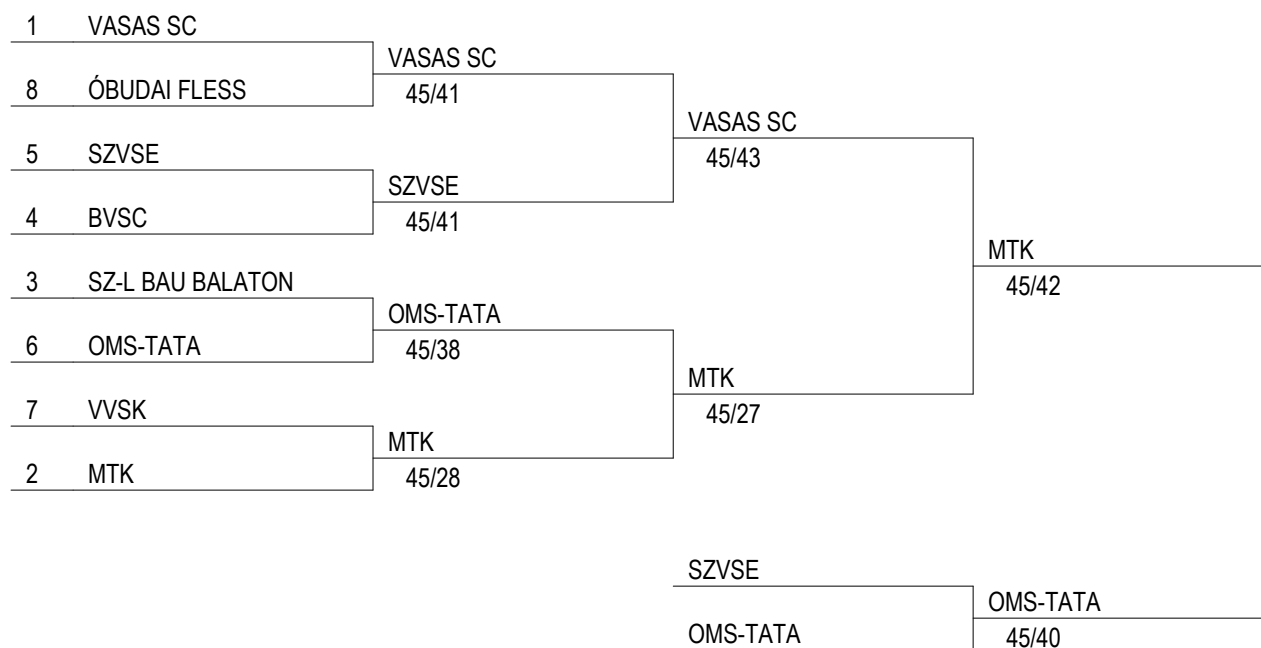 1 VASAS SC
VASAS SC
8 ÓBUDAI FLESS
45/41
VASAS SC
5 SZVSE
45/43
SZVSE
4 BVSC
45/41
MTK
3 SZ-L BAU BALATON
45/42
OMS-TATA
6 OMS-TATA
45/38
MTK
7 VVSK
45/27
MTK
2 MTK
45/28
SZVSE
OMS-TATA
OMS-TATA
45/40